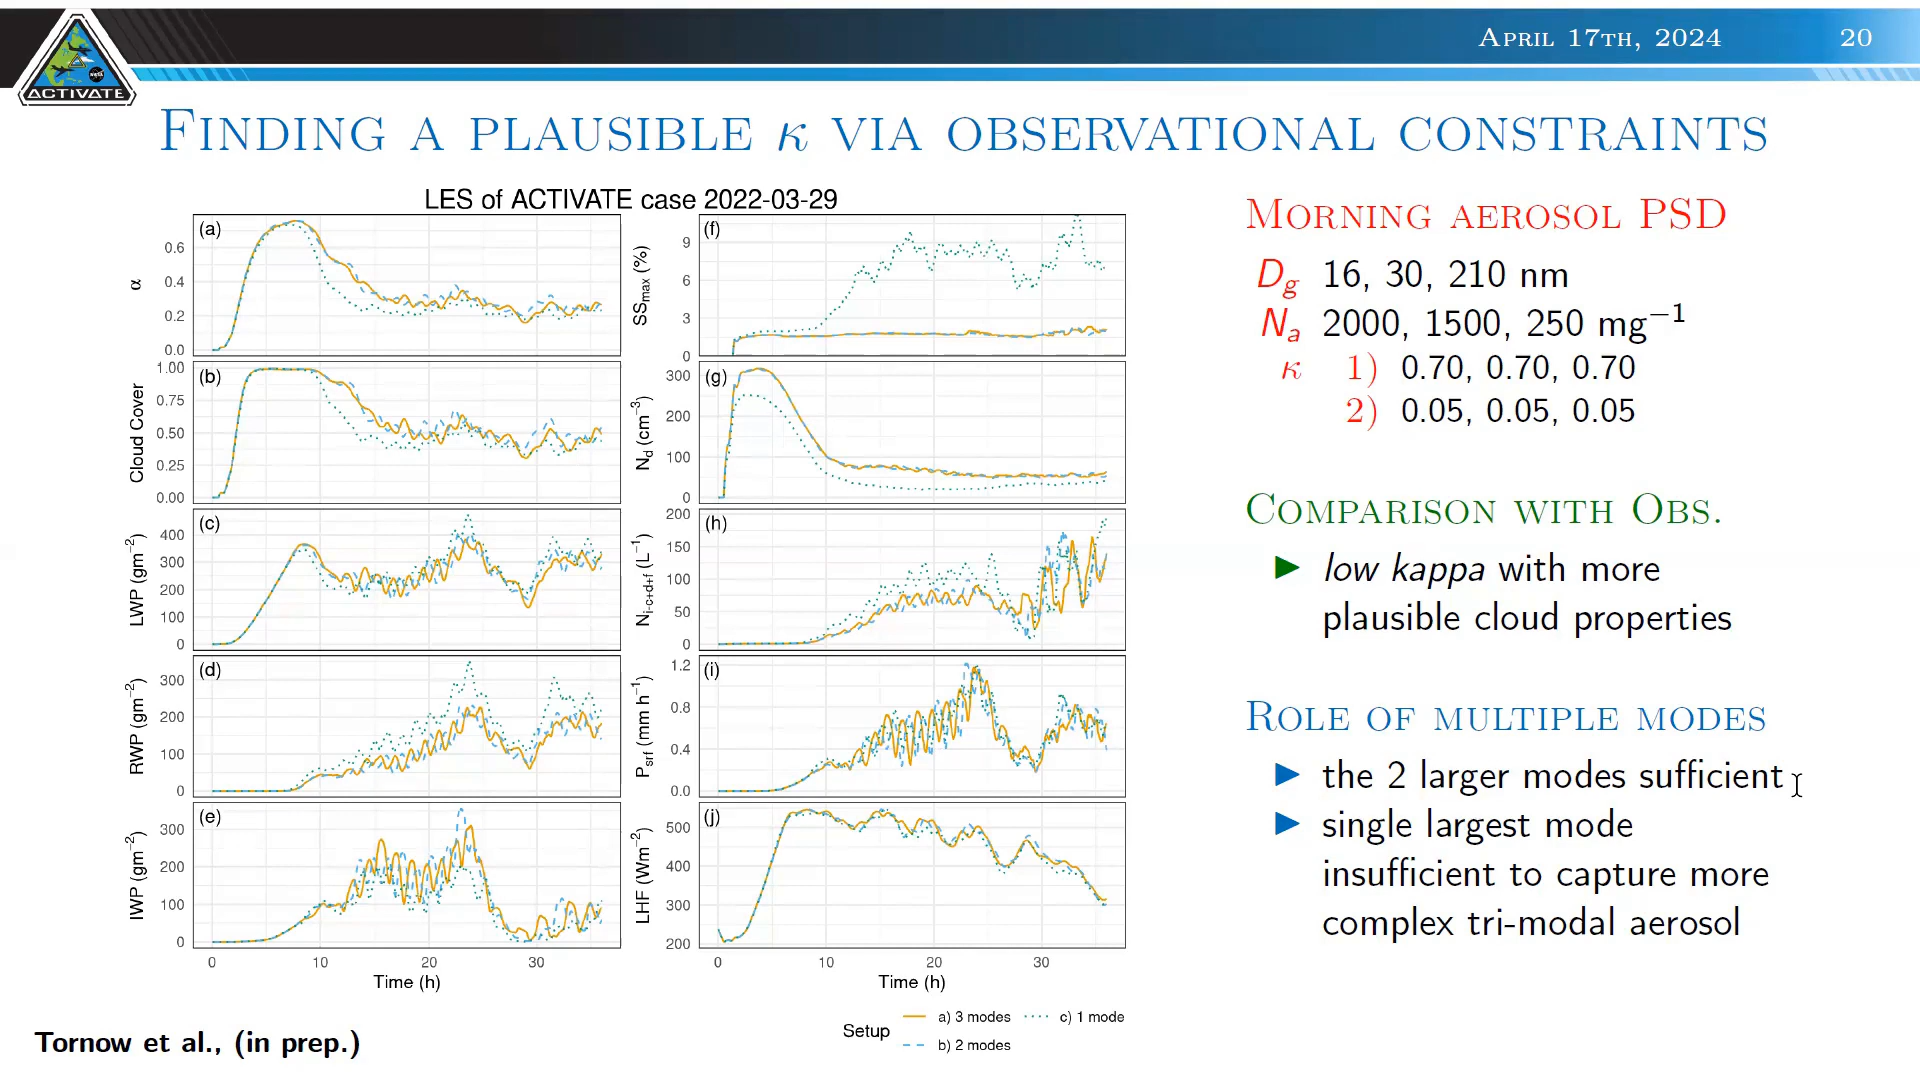 APRIL 17TH, 2024 20
ACTIVATE
FINDING A PLAUSIBLE κ VIA OBSERVATIONAL CONSTRAINTS
LES of ACTIVATE case 2022-03-29
(a)
α
0.6
0.4
0.2
0.0
(b)
Cloud Cover
1.00
0.75
0.50
0.25
0.00
(c)
LWP (gm⁻²)
400
300
200
100
0
(d)
RWP (gm⁻²)
300
200
100
0
(e)
IWP (gm⁻²)
300
200
100
0
0 10 20 30
Time (h)
(f)
SSmax (%)
9
6
3
0
(g)
Nd (cm⁻³)
300
200
100
0
(h)
Ni-c+d+f (L⁻¹)
200
150
100
50
0
(i)
Psrf (mm h⁻¹)
1.2
0.8
0.4
0.0
(j)
LHF (Wm⁻²)
500
400
300
200
0 10 20 30
Time (h)
Setup
a) 3 modes
c) 1 mode
b) 2 modes
MORNING AEROSOL PSD
Dg 16, 30, 210 nm
Na 2000, 1500, 250 mg⁻¹
κ 1) 0.70, 0.70, 0.70
2) 0.05, 0.05, 0.05
COMPARISON WITH OBS.
low kappa with more
plausible cloud properties
ROLE OF MULTIPLE MODES
the 2 larger modes sufficient
single largest mode
insufficient to capture more
complex tri-modal aerosol
Tornow et al., (in prep.)